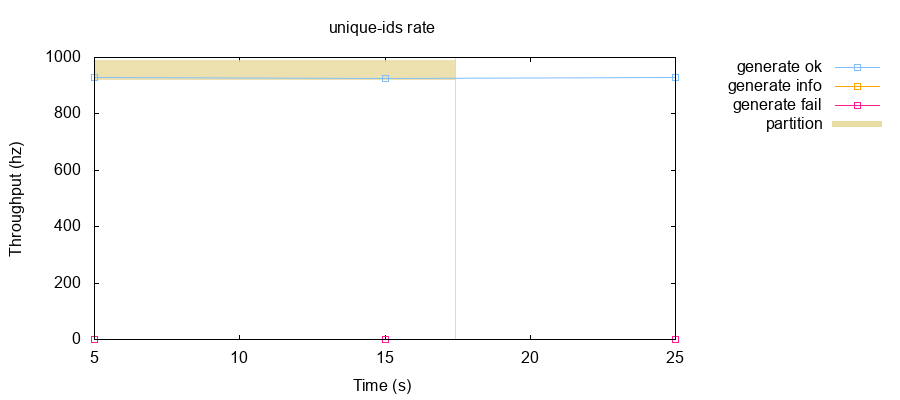 unique-ids rate
generate ok
generate info
generate fail
partition
Throughput (hz)
1000
800
600
400
200
0
5 10 15 20 25
Time (s)